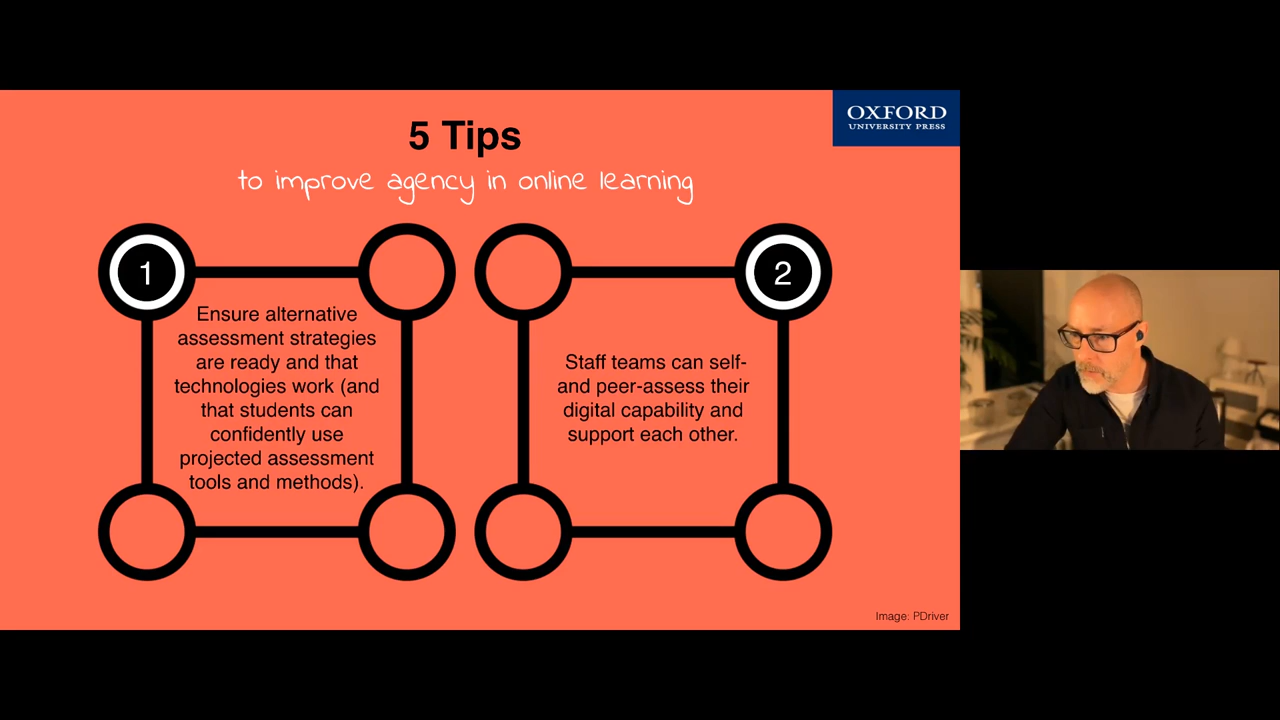 OXFORD
UNIVERSITY PRESS
5 Tips
to improve agency in online learning
1
Ensure alternative
assessment strategies
are ready and that
technologies work (and
that students can
confidently use
projected assessment
tools and methods).
2
Staff teams can self-
and peer-assess their
digital capability and
support each other.
Image: PDriver